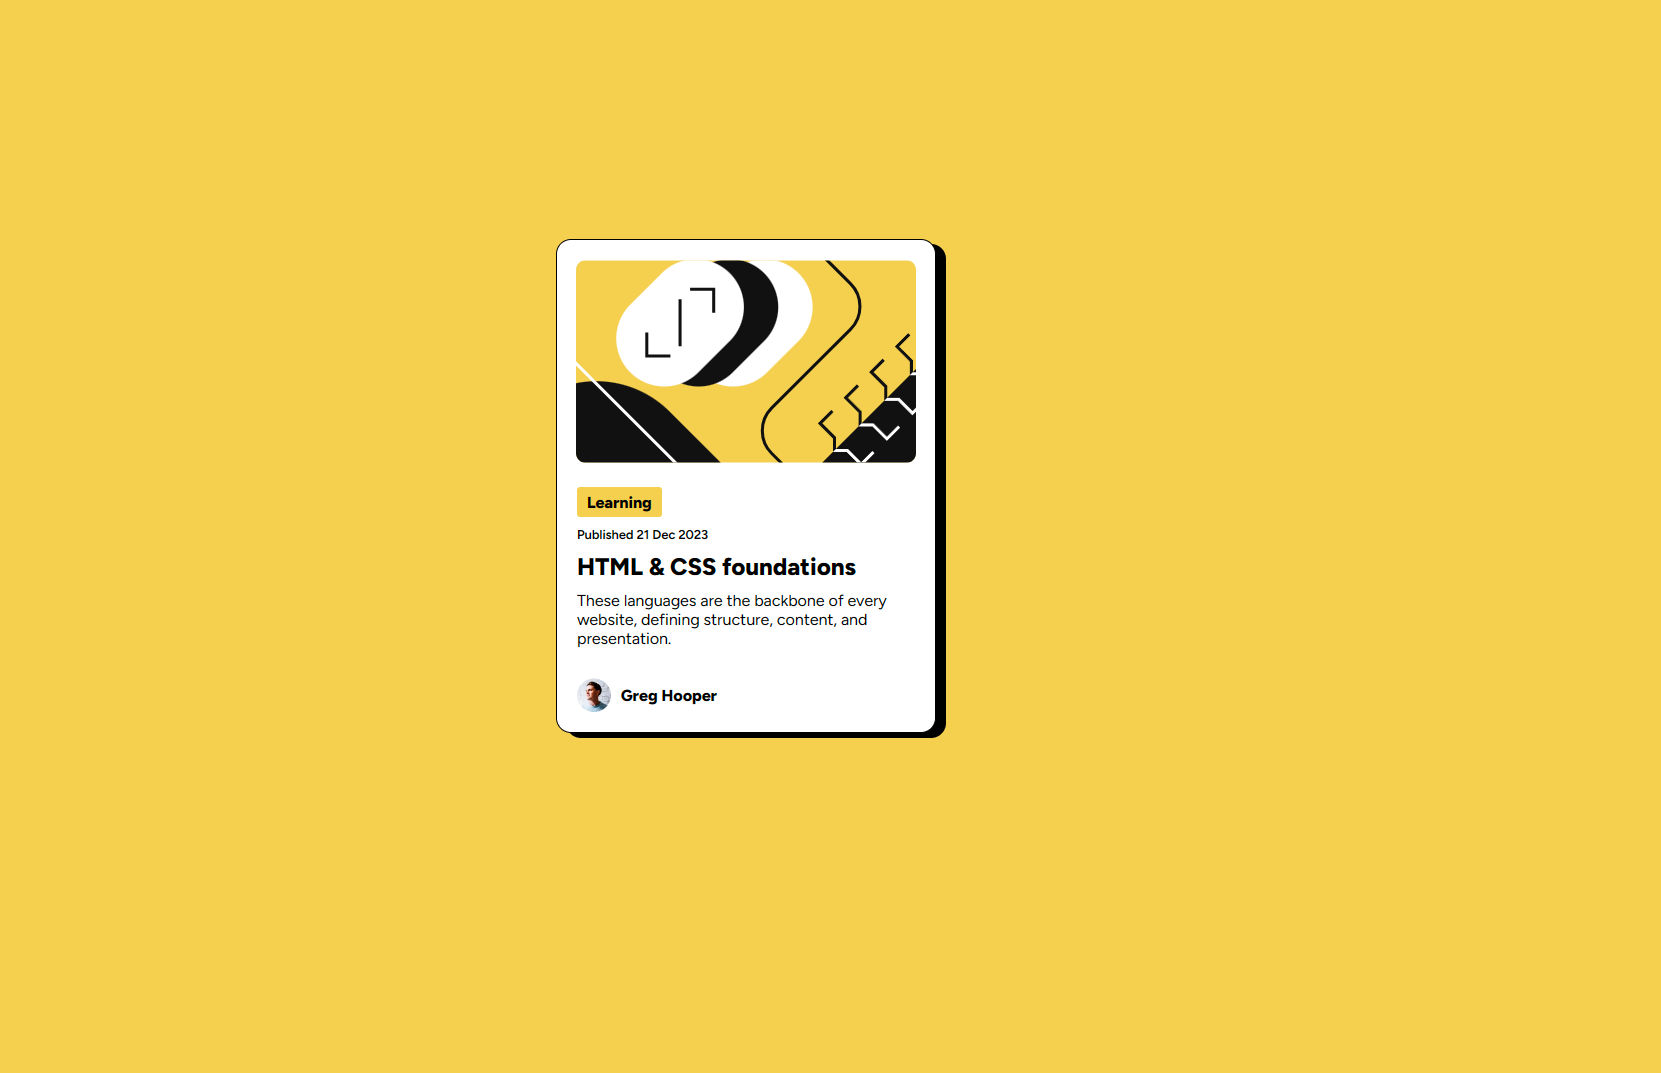 Learning
Published 21 Dec 2023
HTML & CSS foundations
These languages are the backbone of every
website, defining structure, content, and
presentation.
Greg Hooper